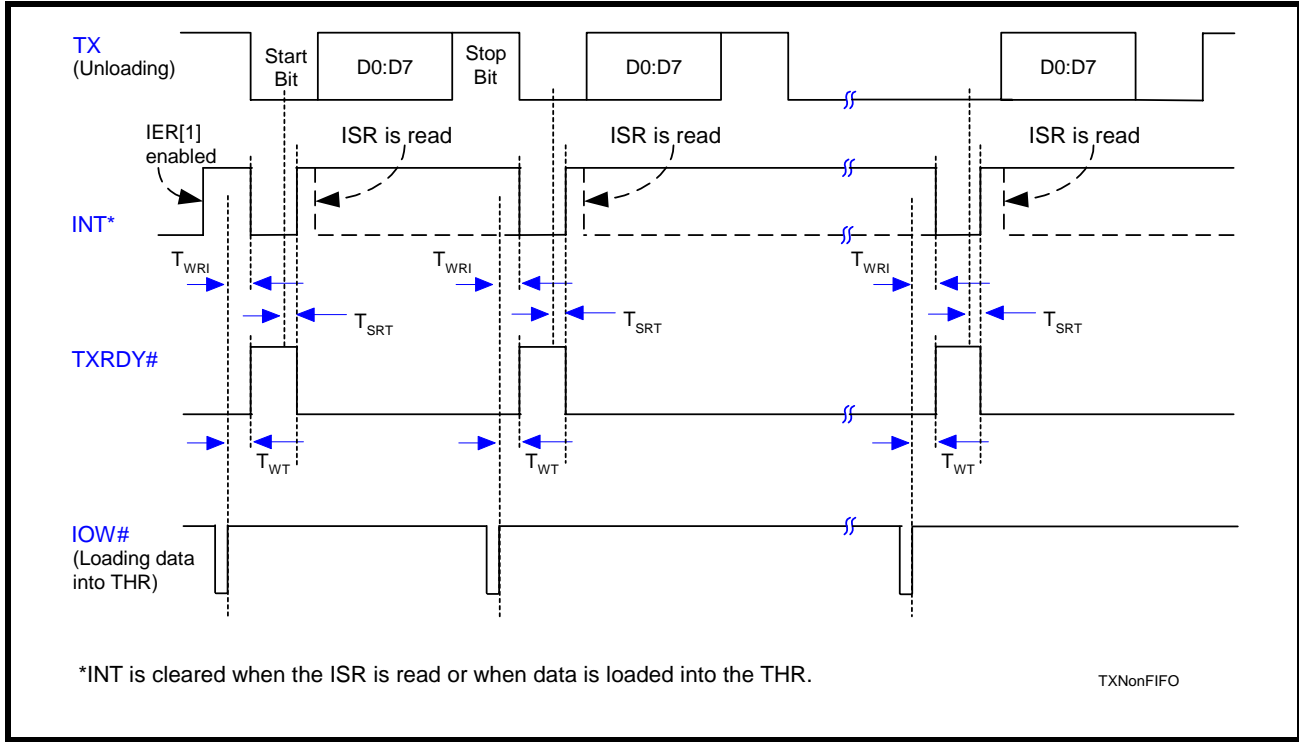 TX
(Unloading)
Start
Bit
D0:D7
Stop
Bit
D0:D7
D0:D7
IER[1]
enabled
ISR is read
ISR is read
ISR is read
INT*
TWRI
TWRI
TWRI
TSRT
TSRT
TSRT
TXRDY#
TWT
TWT
TWT
IOW#
(Loading data
into THR)
*INT is cleared when the ISR is read or when data is loaded into the THR.
TXNonFIFO